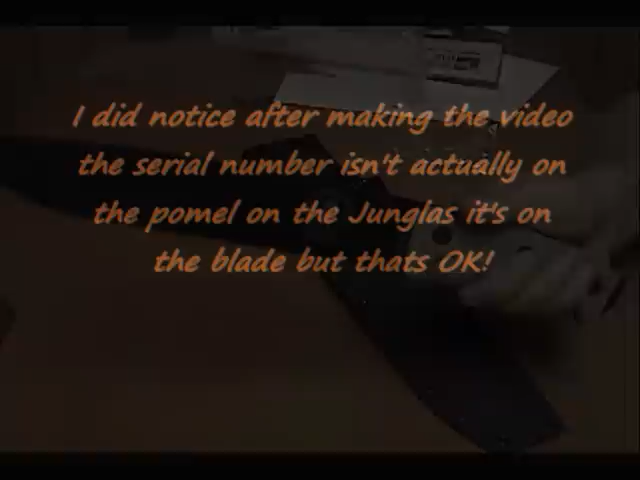 I did notice after making the video
the serial number isn't actually on
the pomel on the Junglas it's on
the blade but thats OK!